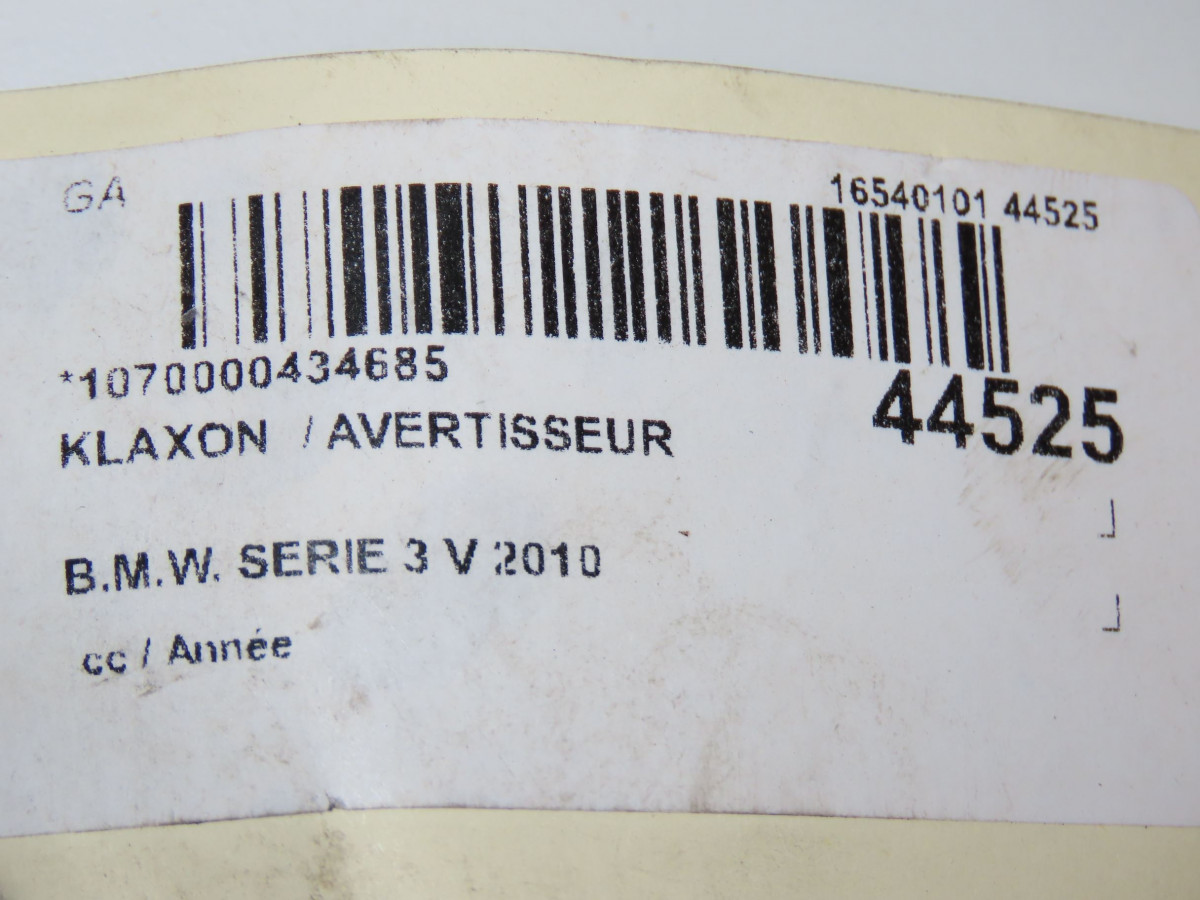 GA
16540101 44525
*1070000434685
44525
KLAXON / AVERTISSEUR
B.M.W. SERIE 3 V 2010
cc / Année